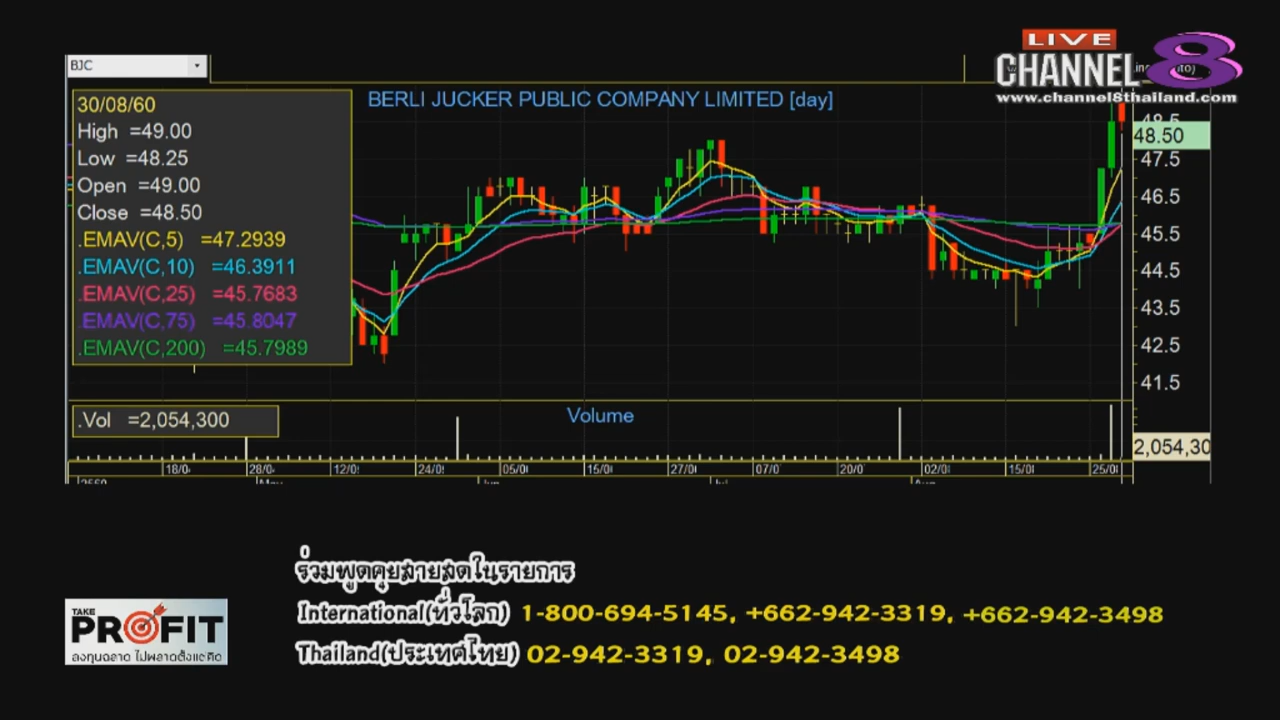 LIVE
CHANNEL 8
www.channel8thailand.com
BJC
BERLI JUCKER PUBLIC COMPANY LIMITED [day]
30/08/60
High =49.00
Low =48.25
Open =49.00
Close =48.50
.EMAV(C,5) =47.2939
.EMAV(C,10) =46.3911
.EMAV(C,25) =45.7683
.EMAV(C,75) =45.8047
.EMAV(C,200) =45.7989
48.5
48.50
47.5
46.5
45.5
44.5
43.5
42.5
41.5
.Vol =2,054,300
Volume
2,054,30
18/0 28/0 12/0 24/0 05/0 15/0 27/0 07/0 20/0 02/0 15/0 25/0
2560 May Jun Jul Aug
ร่วมพูดคุยสายสดในรายการ
International(ทั่วโลก) 1-800-694-5145, +662-942-3319, +662-942-3498
Thailand(ประเทศไทย) 02-942-3319, 02-942-3498
TAKE
PROFIT
ลงทุนฉลาด ไม่พลาดตั้งแต่คิด